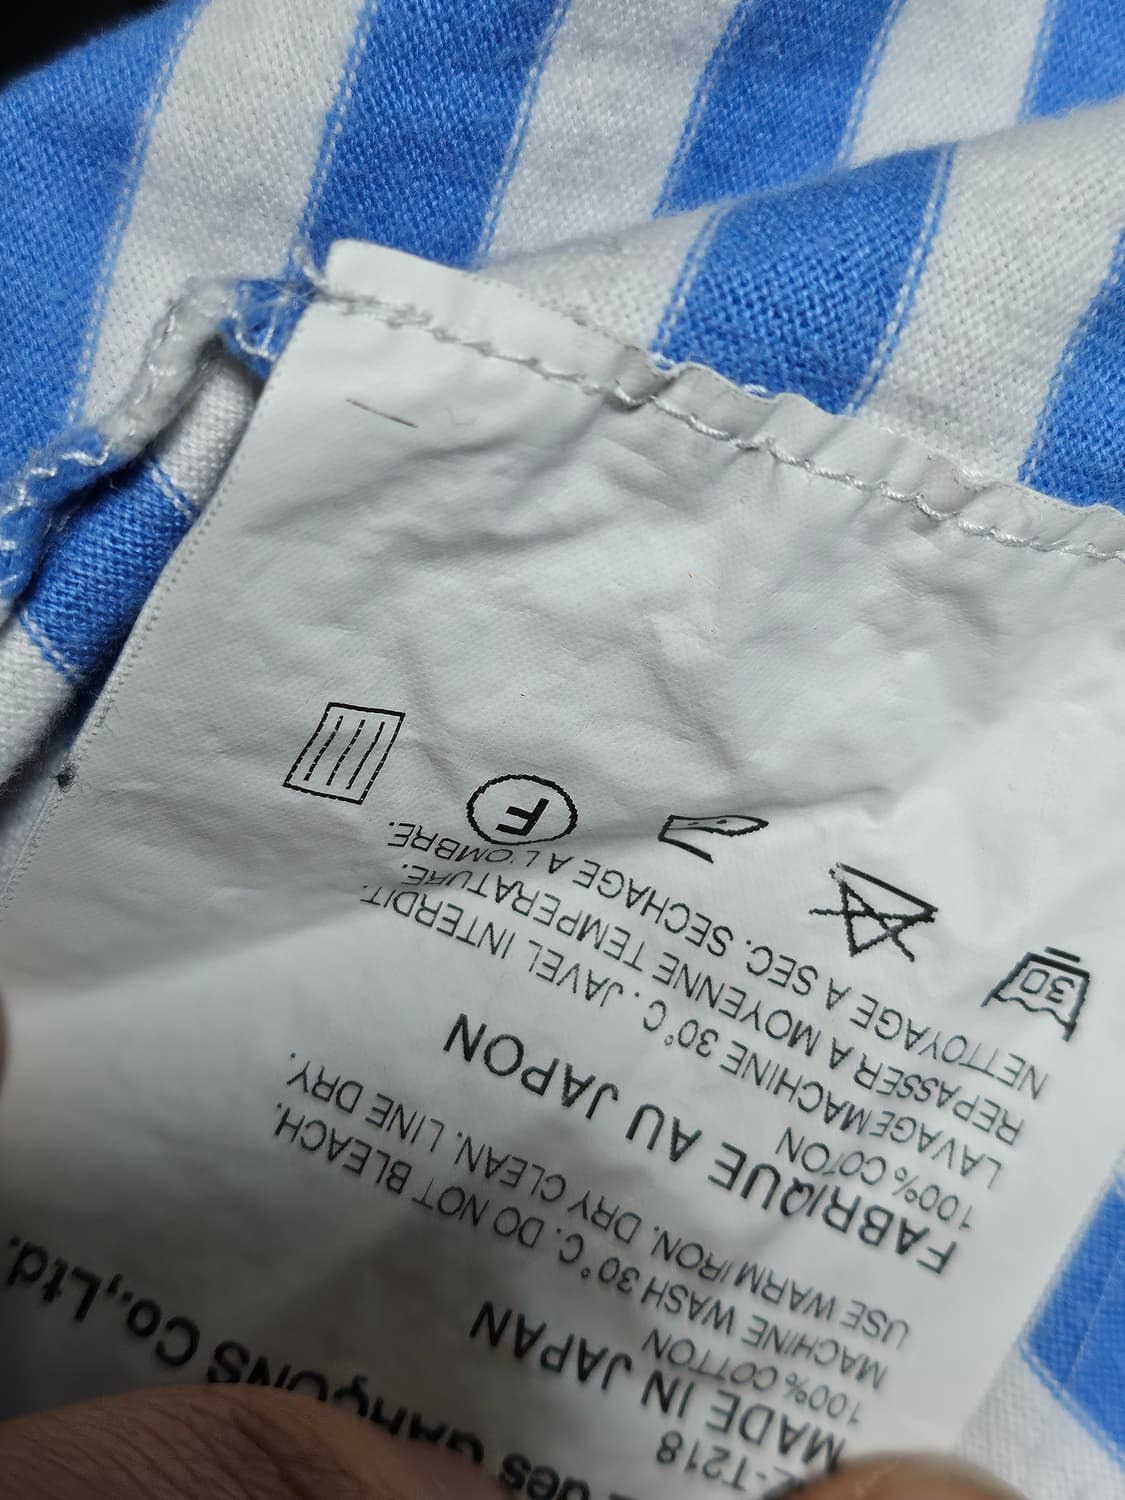 des GARÇONS Co.,Ltd.
Z-T218
MADE IN JAPAN
100% COTTON
MACHINE WASH 30°C. DO NOT BLEACH.
USE WARM IRON. DRY CLEAN. LINE DRY.
FABRIQUE AU JAPON
100% COTON
LAVAGE MACHINE 30°C. JAVEL INTERDIT.
REPASSER A MOYENNE TEMPERATURE.
NETTOYAGE A SEC. SECHAGE A L'OMBRE.
30
F